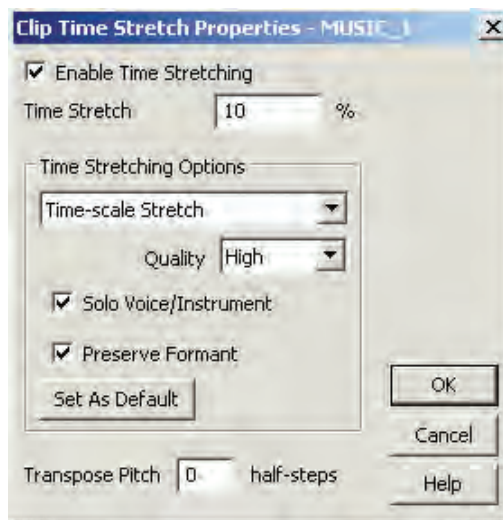 Clip Time Stretch Properties - MUSIC_1
Enable Time Stretching
Time Stretch 10 %
Time Stretching Options
Time-scale Stretch
Quality High
Solo Voice/Instrument
Preserve Formant
Set As Default
OK
Cancel
Transpose Pitch 0 half-steps
Help